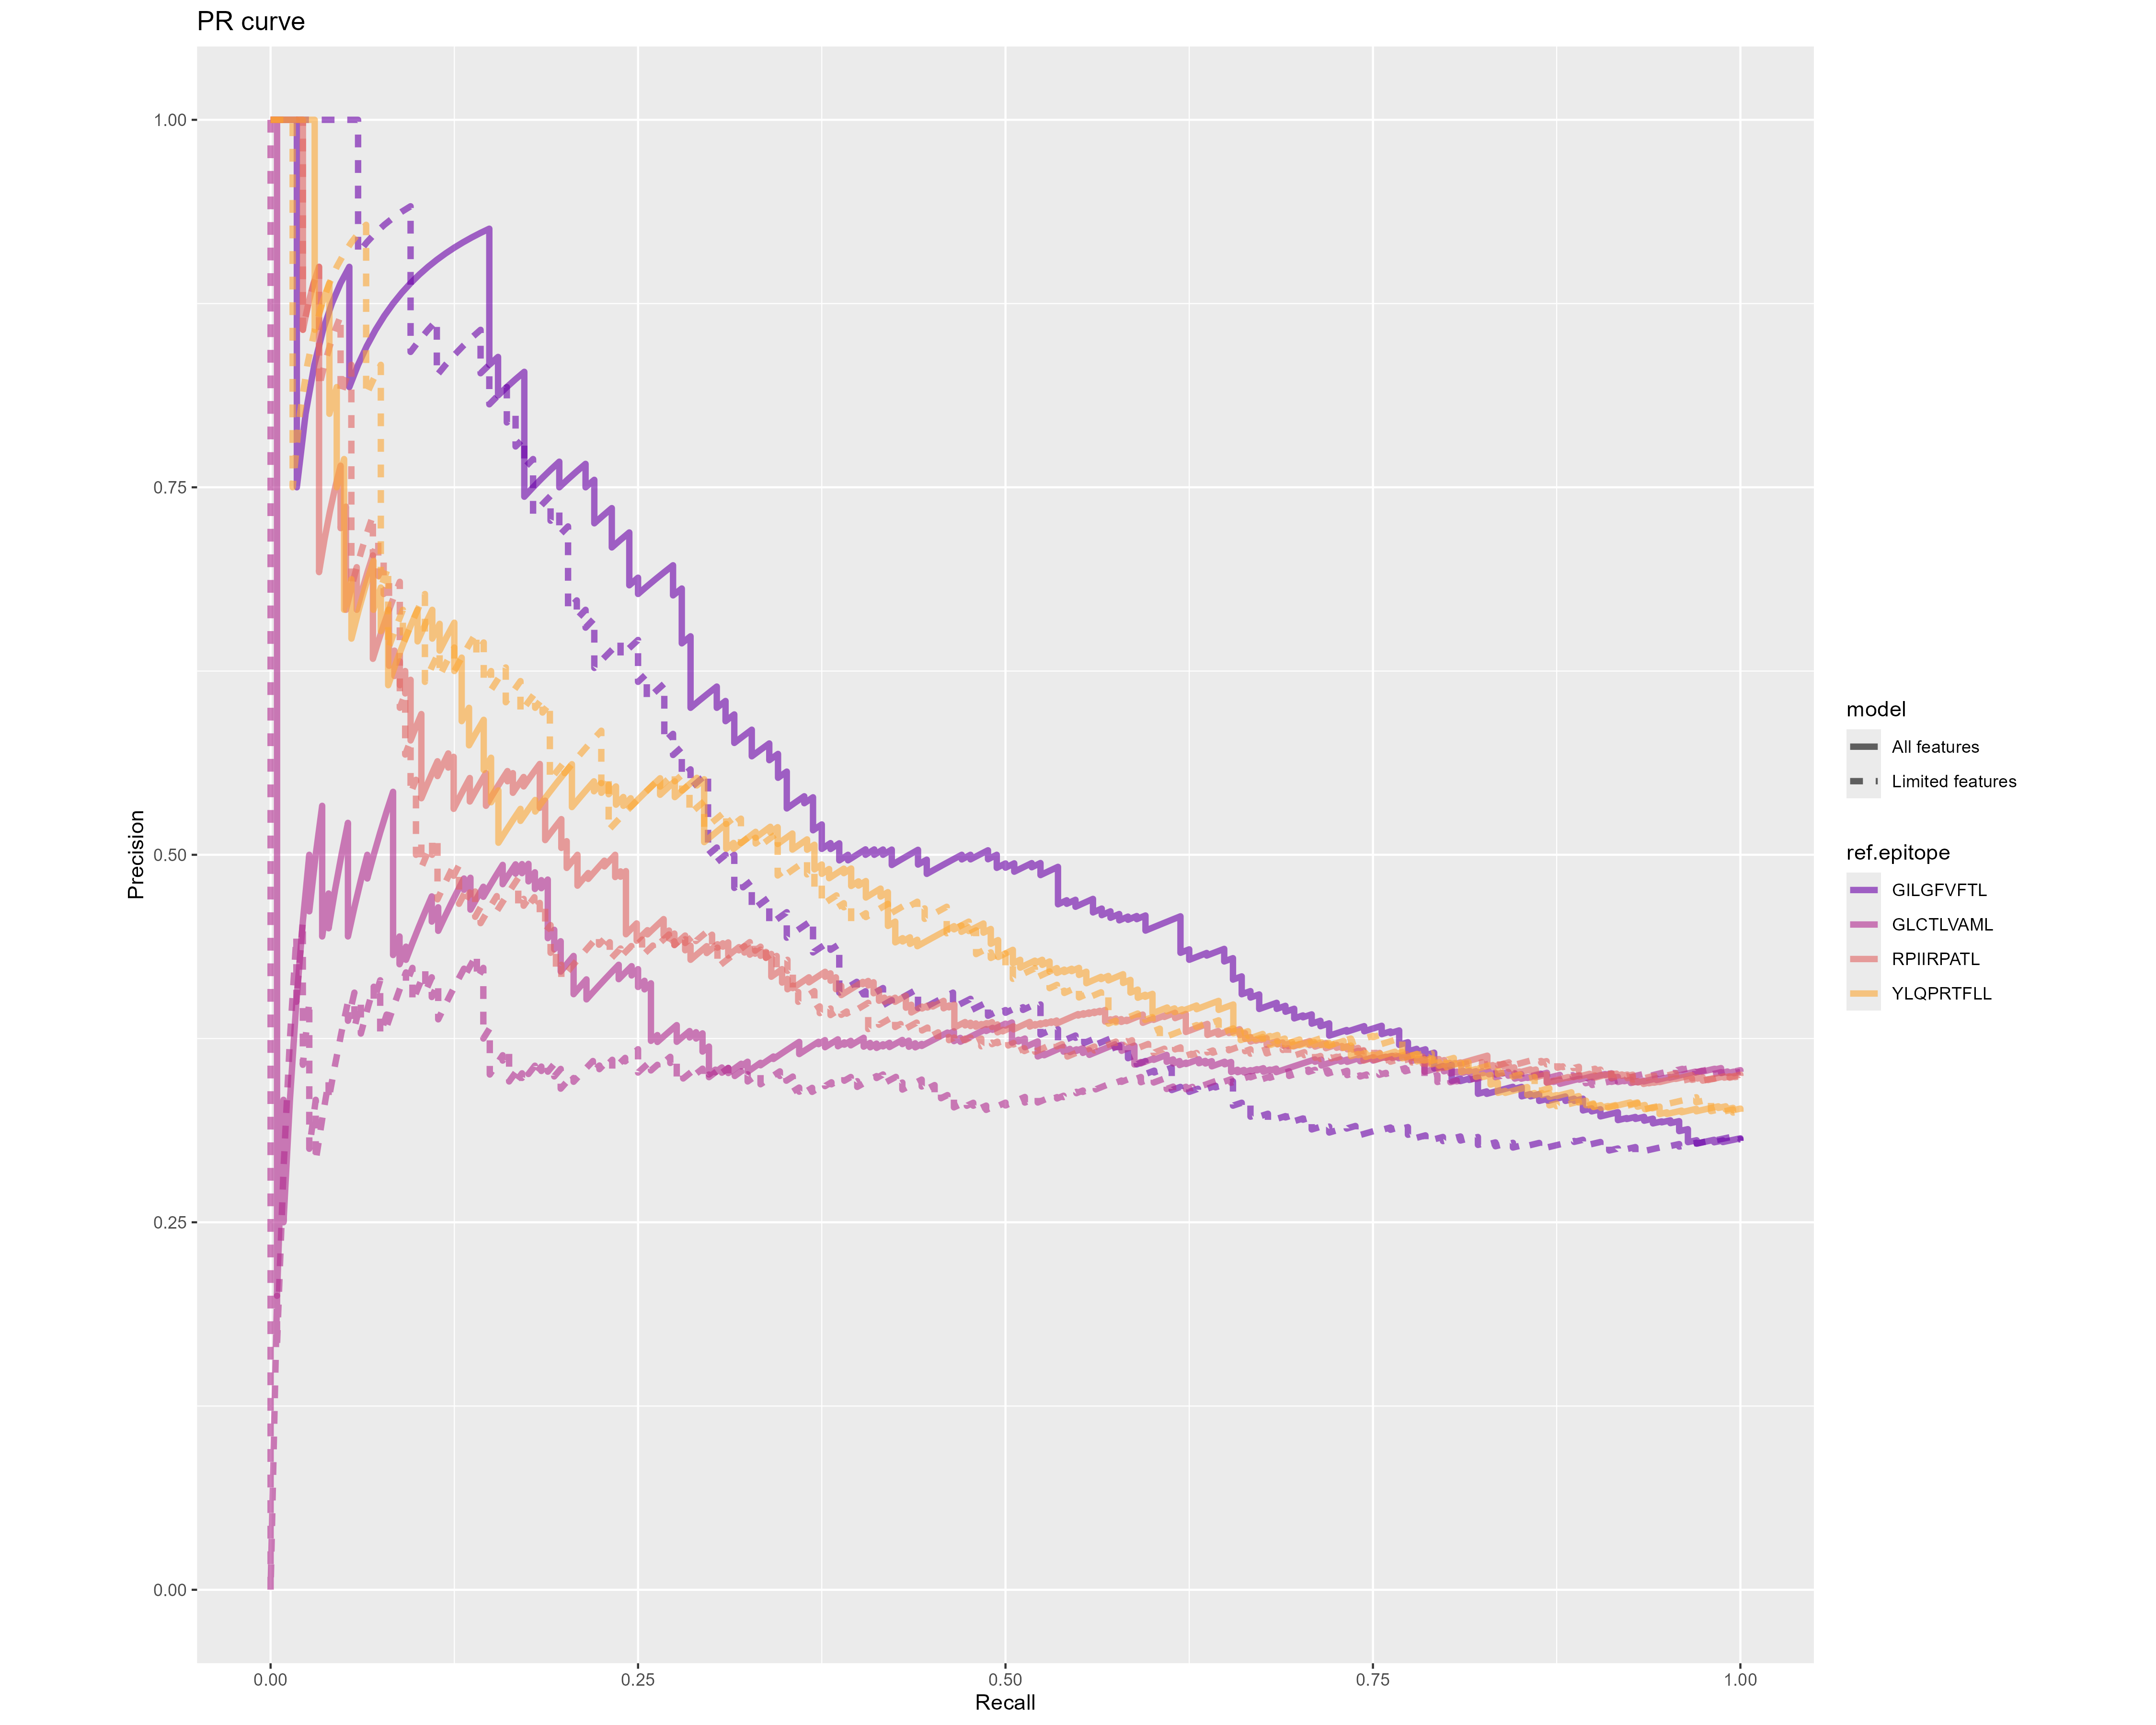 PR curve
1.00
0.75
0.50
0.25
0.00
Precision
0.00
0.25
0.50
0.75
1.00
Recall
model
All features
Limited features
ref.epitope
GILGFVFTL
GLCTLVAML
RPIIRPATL
YLQPRTFLL